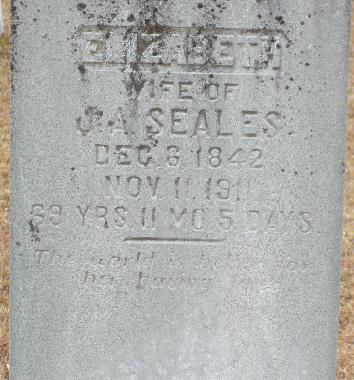 ELIZABETH
WIFE OF
J. A. SEALES
DEC 6 1842
NOV 11, 1911
68 YRS 11 MO 5 DAYS
The world is better for
her having lived